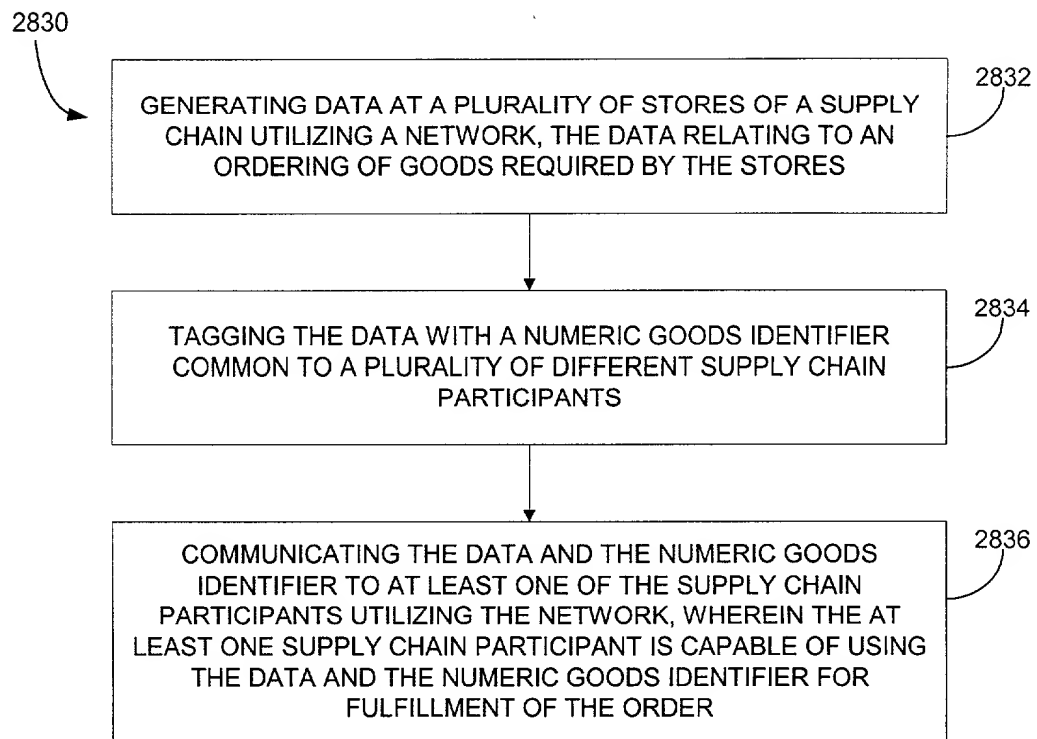 2830
2832
GENERATING DATA AT A PLURALITY OF STORES OF A SUPPLY
CHAIN UTILIZING A NETWORK, THE DATA RELATING TO AN
ORDERING OF GOODS REQUIRED BY THE STORES
2834
TAGGING THE DATA WITH A NUMERIC GOODS IDENTIFIER
COMMON TO A PLURALITY OF DIFFERENT SUPPLY CHAIN
PARTICIPANTS
2836
COMMUNICATING THE DATA AND THE NUMERIC GOODS
IDENTIFIER TO AT LEAST ONE OF THE SUPPLY CHAIN
PARTICIPANTS UTILIZING THE NETWORK, WHEREIN THE AT
LEAST ONE SUPPLY CHAIN PARTICIPANT IS CAPABLE OF USING
THE DATA AND THE NUMERIC GOODS IDENTIFIER FOR
FULFILLMENT OF THE ORDER